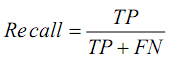 Recall = TP / (TP + FN)